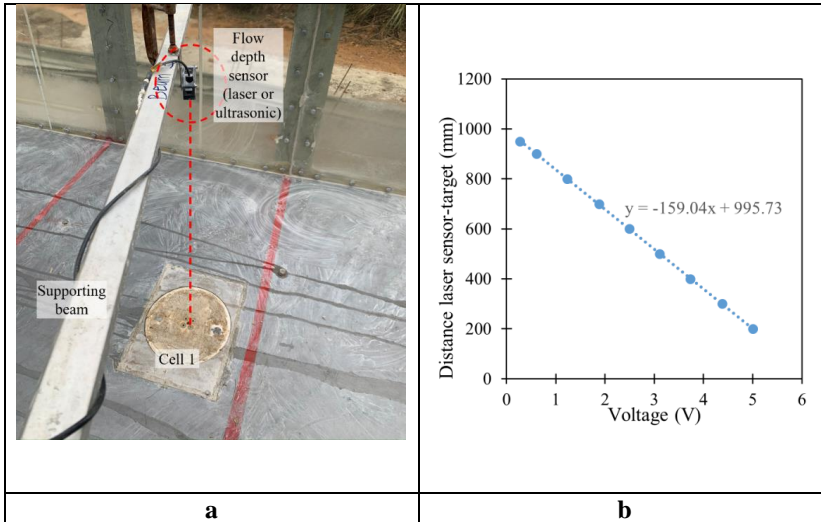 Flow
depth
sensor
(laser or
ultrasonic)
Beam
Supporting
beam
Cell 1
1200
1000
800
600
400
200
0
Distance laser sensor-target (mm)
y = -159.04x + 995.73
0 1 2 3 4 5 6
Voltage (V)
a
b